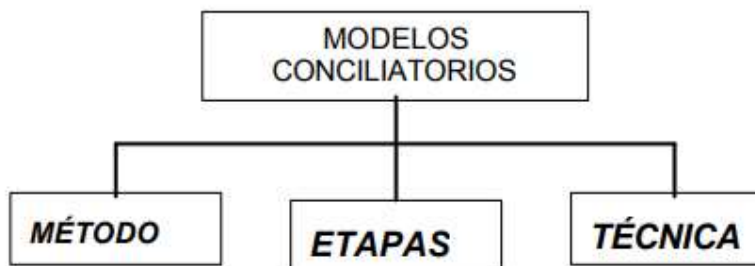 MODELOS
CONCILIATORIOS
MÉTODO
ETAPAS
TÉCNICA